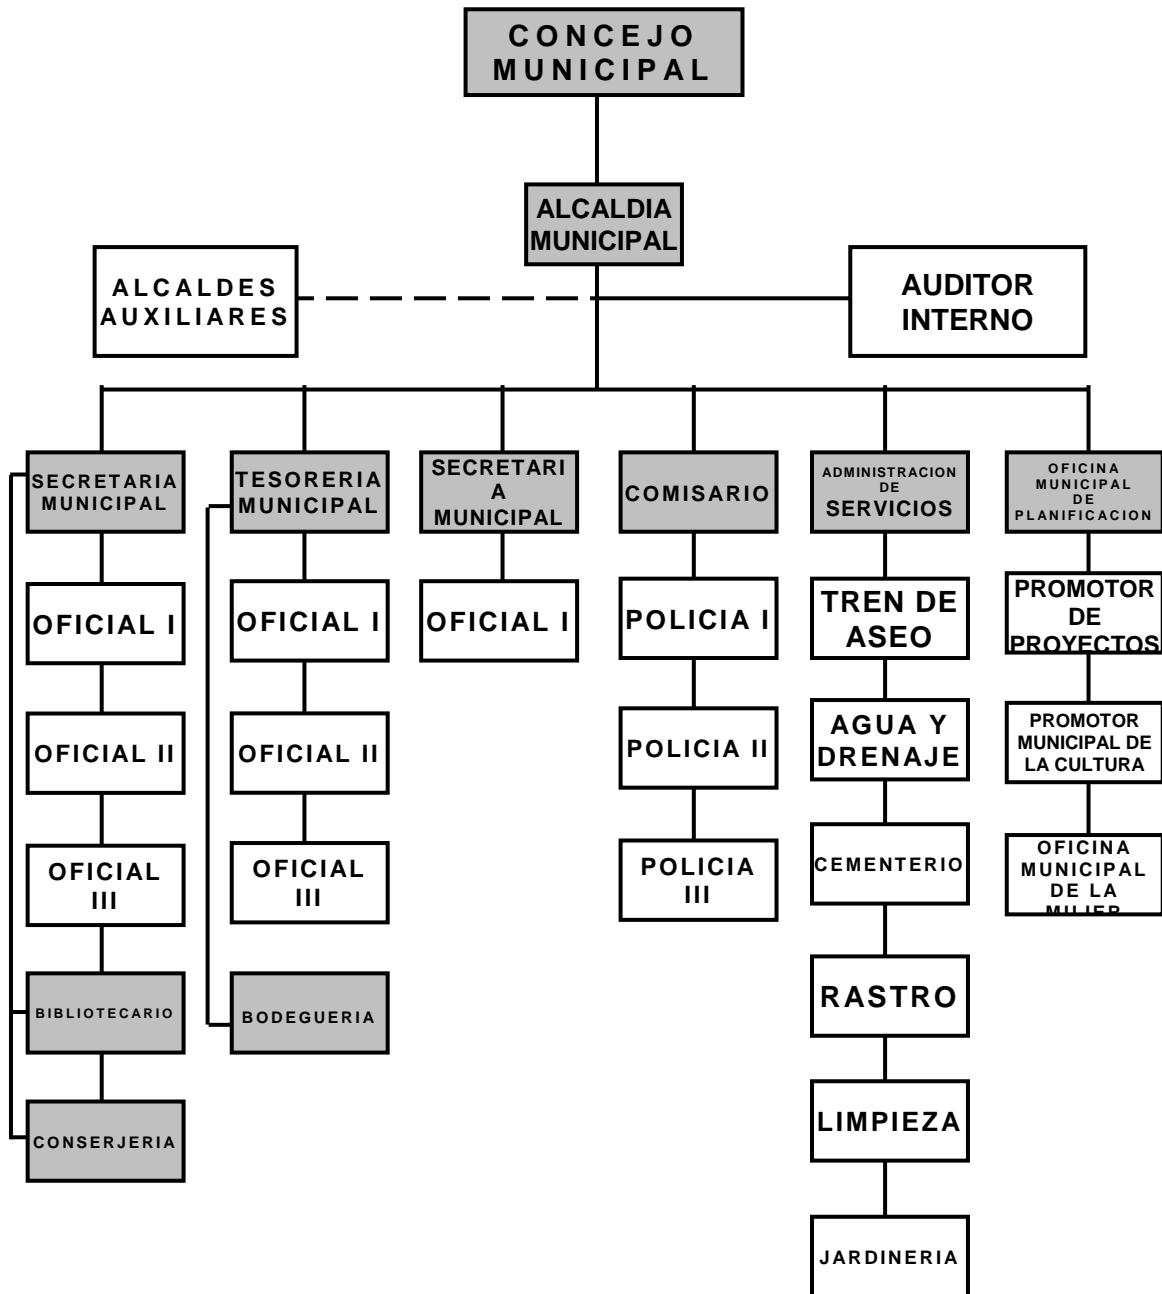 CONCEJO
MUNICIPAL
ALCALDIA
MUNICIPAL
ALCALDES
AUXILIARES
AUDITOR
INTERNO
SECRETARIA
MUNICIPAL
TESORERIA
MUNICIPAL
SECRETARI
A
MUNICIPAL
COMISARIO
ADMINISTRACION
DE
SERVICIOS
OFICINA
MUNICIPAL
DE
PLANIFICACION
OFICIAL I
OFICIAL I
OFICIAL I
POLICIA I
TREN DE
ASEO
PROMOTOR
DE
PROYECTOS
OFICIAL II
OFICIAL II
POLICIA II
AGUA Y
DRENAJE
PROMOTOR
MUNICIPAL DE
LA CULTURA
OFICIAL
III
OFICIAL
III
POLICIA
III
CEMENTERIO
OFICINA
MUNICIPAL
DE LA
MUJER
BIBLIOTECARIO
BODEGUERIA
RASTRO
CONSERJERIA
LIMPIEZA
JARDINERIA